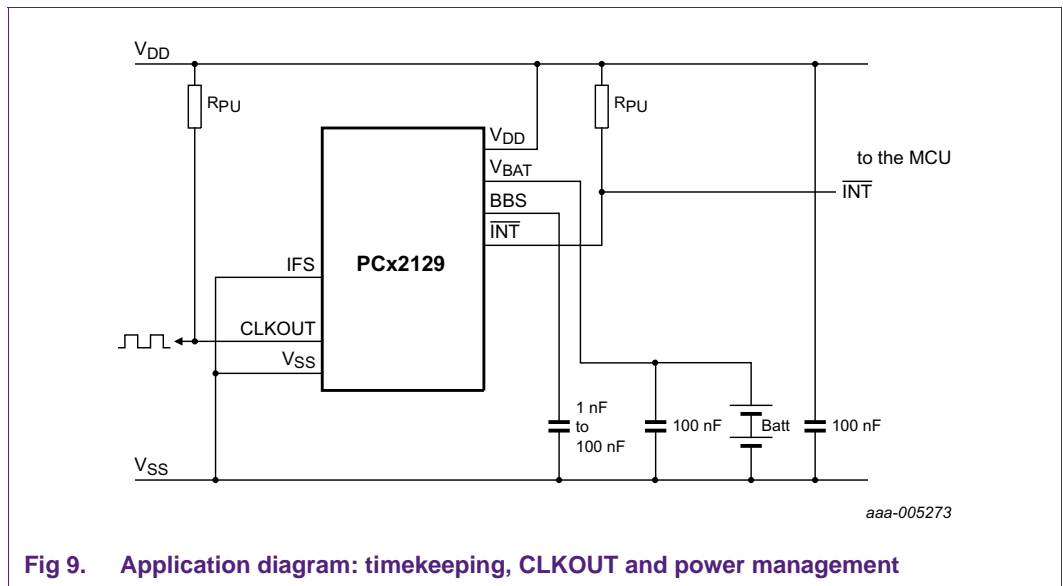 VDD
RPU
RPU
VDD
VBAT
to the MCU
BBS
INT
INT
PCx2129
IFS
CLKOUT
VSS
1 nF
to
100 nF
100 nF
Batt
100 nF
VSS
aaa-005273
Fig 9. Application diagram: timekeeping, CLKOUT and power management